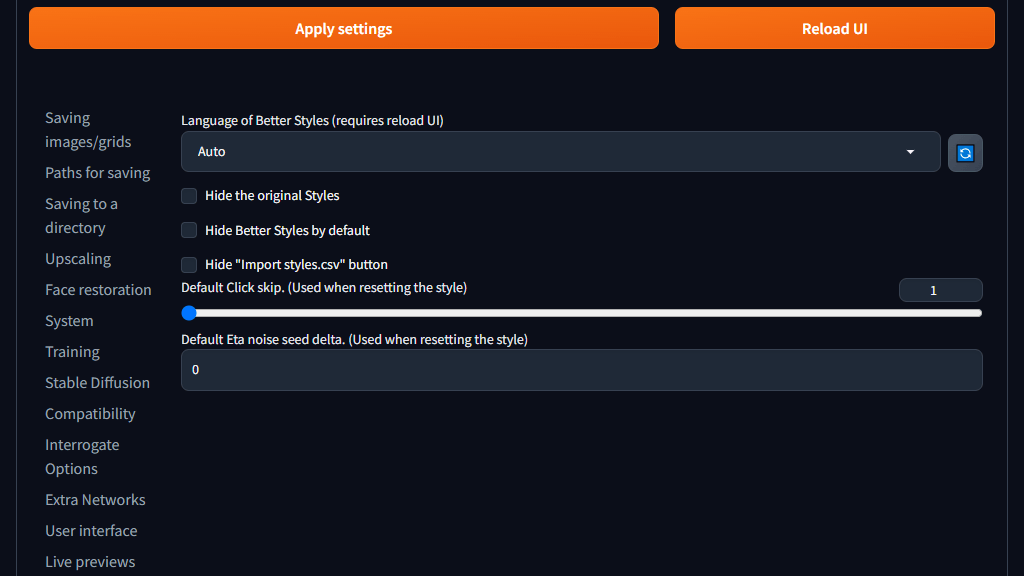 Apply settings
Reload UI
Saving
images/grids
Paths for saving
Saving to a
directory
Upscaling
Face restoration
System
Training
Stable Diffusion
Compatibility
Interrogate
Options
Extra Networks
User interface
Live previews
Language of Better Styles (requires reload UI)
Auto
Hide the original Styles
Hide Better Styles by default
Hide "Import styles.csv" button
Default Click skip. (Used when resetting the style)
1
Default Eta noise seed delta. (Used when resetting the style)
0